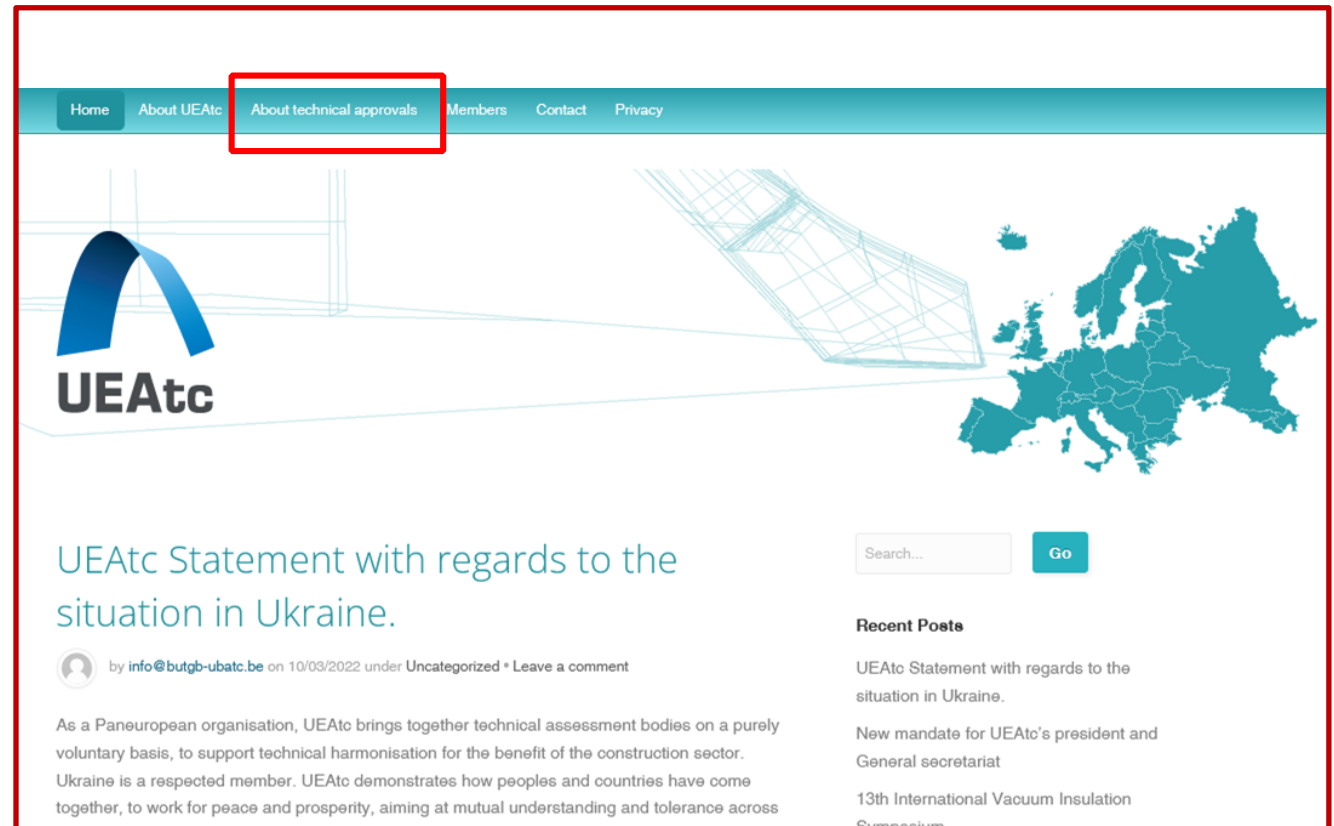 Home About UEAtc About technical approvals Members Contact Privacy
UEAtc
UEAtc Statement with regards to the
situation in Ukraine.
by info@butgb-ubatc.be on 10/03/2022 under Uncategorized • Leave a comment
As a Paneuropean organisation, UEAtc brings together technical assessment bodies on a purely
voluntary basis, to support technical harmonisation for the benefit of the construction sector.
Ukraine is a respected member. UEAtc demonstrates how peoples and countries have come
together, to work for peace and prosperity, aiming at mutual understanding and tolerance across
Search... Go
Recent Posts
UEAtc Statement with regards to the
situation in Ukraine.
New mandate for UEAtc's president and
General secretariat
13th International Vacuum Insulation
Symposium